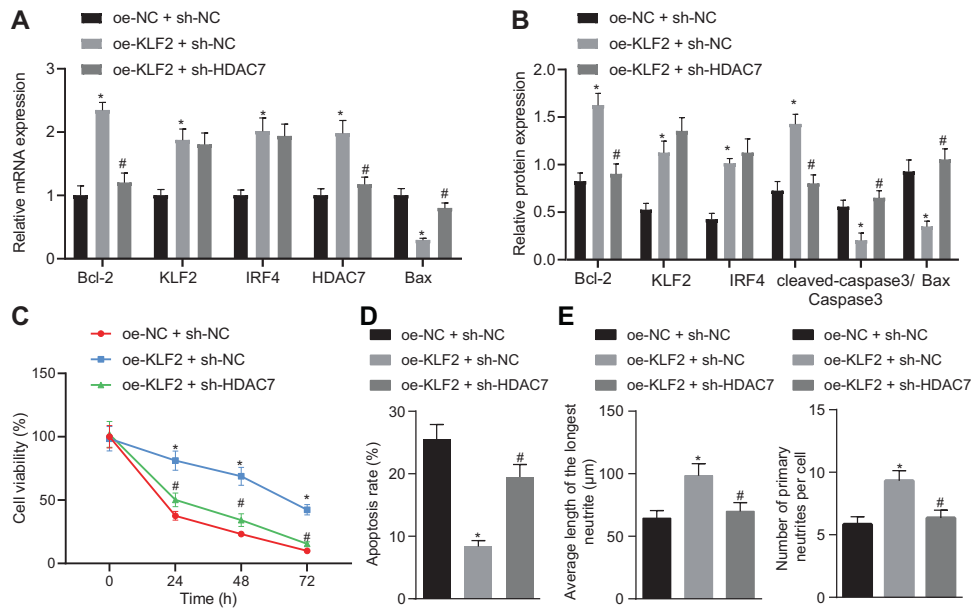 A
oe-NC + sh-NC
oe-KLF2 + sh-NC
oe-KLF2 + sh-HDAC7
Relative mRNA expression
3
2
1
0
*
#
*
*
*
#
*
#
Bcl-2 KLF2 IRF4 HDAC7 Bax
B
oe-NC + sh-NC
oe-KLF2 + sh-NC
oe-KLF2 + sh-HDAC7
Relative protein expression
2.0
1.5
1.0
0.5
0.0
*
#
*
*
*
#
*
#
*
#
Bcl-2 KLF2 IRF4 cleaved-caspase3/ Bax
Caspase3
C
oe-NC + sh-NC
oe-KLF2 + sh-NC
oe-KLF2 + sh-HDAC7
Cell viability (%)
150
100
50
0
*
#
*
#
*
#
0 24 48 72
Time (h)
D
oe-NC + sh-NC
oe-KLF2 + sh-NC
oe-KLF2 + sh-HDAC7
Apoptosis rate (%)
30
20
10
0
*
#
E
oe-NC + sh-NC
oe-KLF2 + sh-NC
oe-KLF2 + sh-HDAC7
Average length of the longest
neutrite (μm)
150
100
50
0
*
#
oe-NC + sh-NC
oe-KLF2 + sh-NC
oe-KLF2 + sh-HDAC7
Number of primary
neutrites per cell
15
10
5
0
*
#